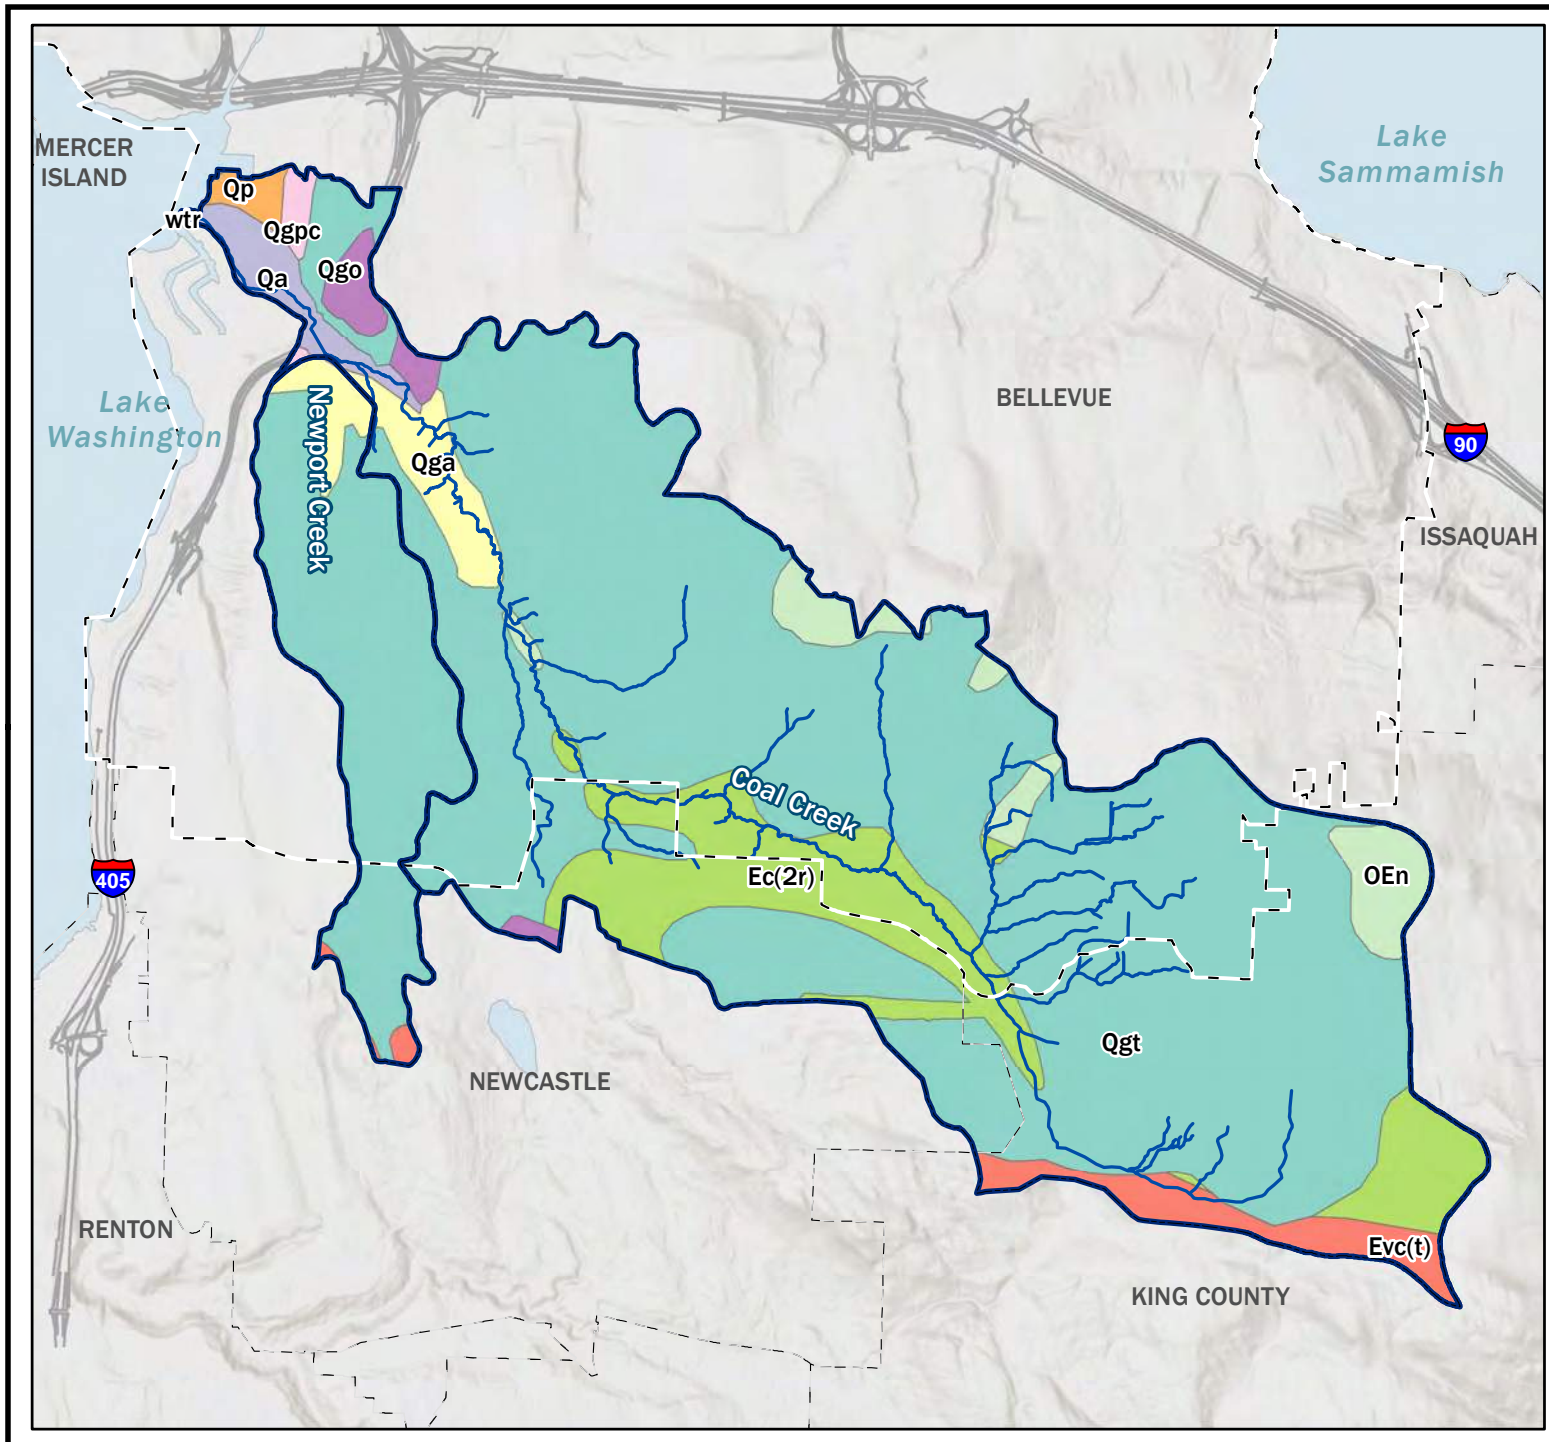 MERCER
ISLAND
Lake
Sammamish
Qp
wtr
Qgpc
Qgo
Qa
Lake
Washington
Newport Creek
BELLEVUE
90
Qga
ISSAQUAH
Coal Creek
405
Ec(2r)
OEn
Qgt
NEWCASTLE
RENTON
Evc(t)
KING COUNTY